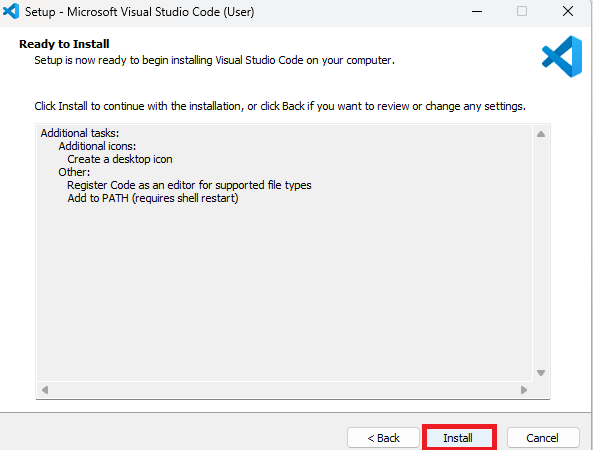 Setup - Microsoft Visual Studio Code (User)
Ready to Install
Setup is now ready to begin installing Visual Studio Code on your computer.
Click Install to continue with the installation, or click Back if you want to review or change any settings.
Additional tasks:
Additional icons:
Create a desktop icon
Other:
Register Code as an editor for supported file types
Add to PATH (requires shell restart)
< Back
Install
Cancel